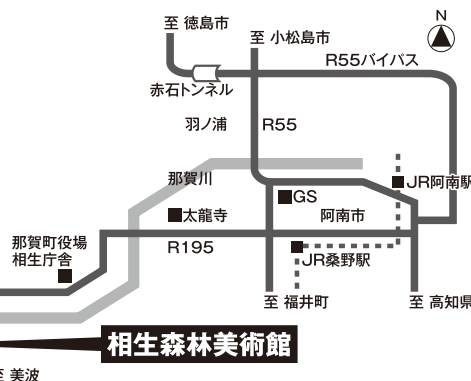 至 徳島市
至 小松島市
N
R55バイパス
赤石トンネル
羽ノ浦
R55
那賀川
JR阿南駅
GS
太龍寺
阿南市
那賀町役場
相生庁舎
R195
JR桑野駅
至 福井町
至 高知県
相生森林美術館
至 美波